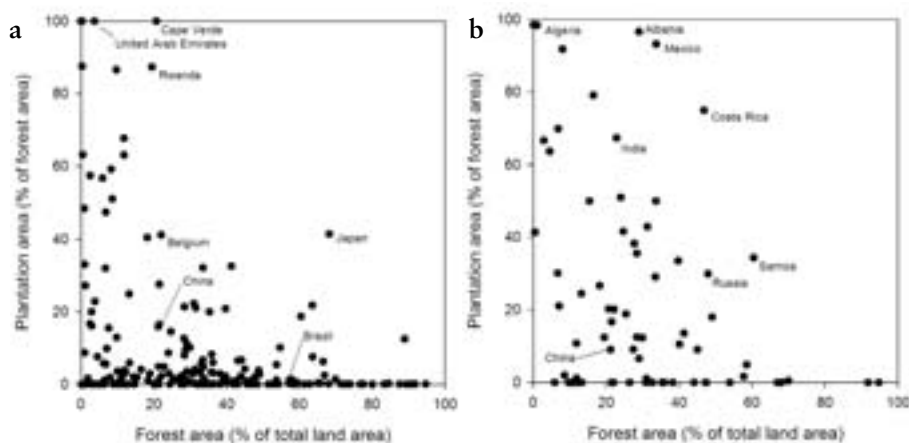 a
100
80
60
40
20
0
Plantation area (% of forest area)
Cape Verde
United Arab Emirates
Rwanda
Belgium
Japan
China
Brazil
0 20 40 60 80 100
Forest area (% of total land area)
b
100
80
60
40
20
0
Plantation area (% of forest area)
Algeria
Albania
Mexico
Costa Rica
India
Samoa
Russia
China
0 20 40 60 80 100
Forest area (% of total land area)